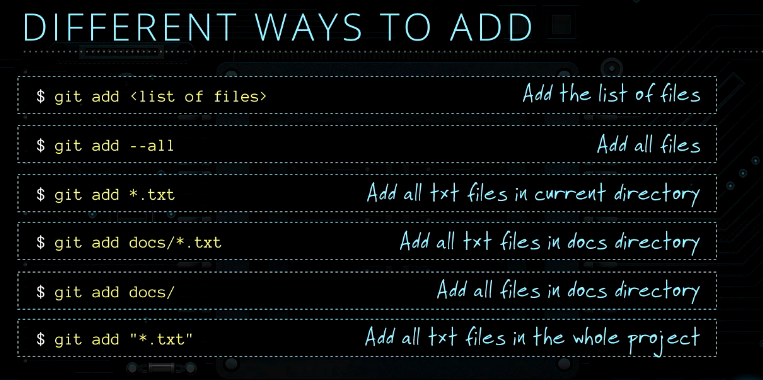 DIFFERENT WAYS TO ADD
$ git add <list of files> Add the list of files
$ git add --all Add all files
$ git add *.txt Add all txt files in current directory
$ git add docs/*.txt Add all txt files in docs directory
$ git add docs/ Add all files in docs directory
$ git add "*.txt" Add all txt files in the whole project